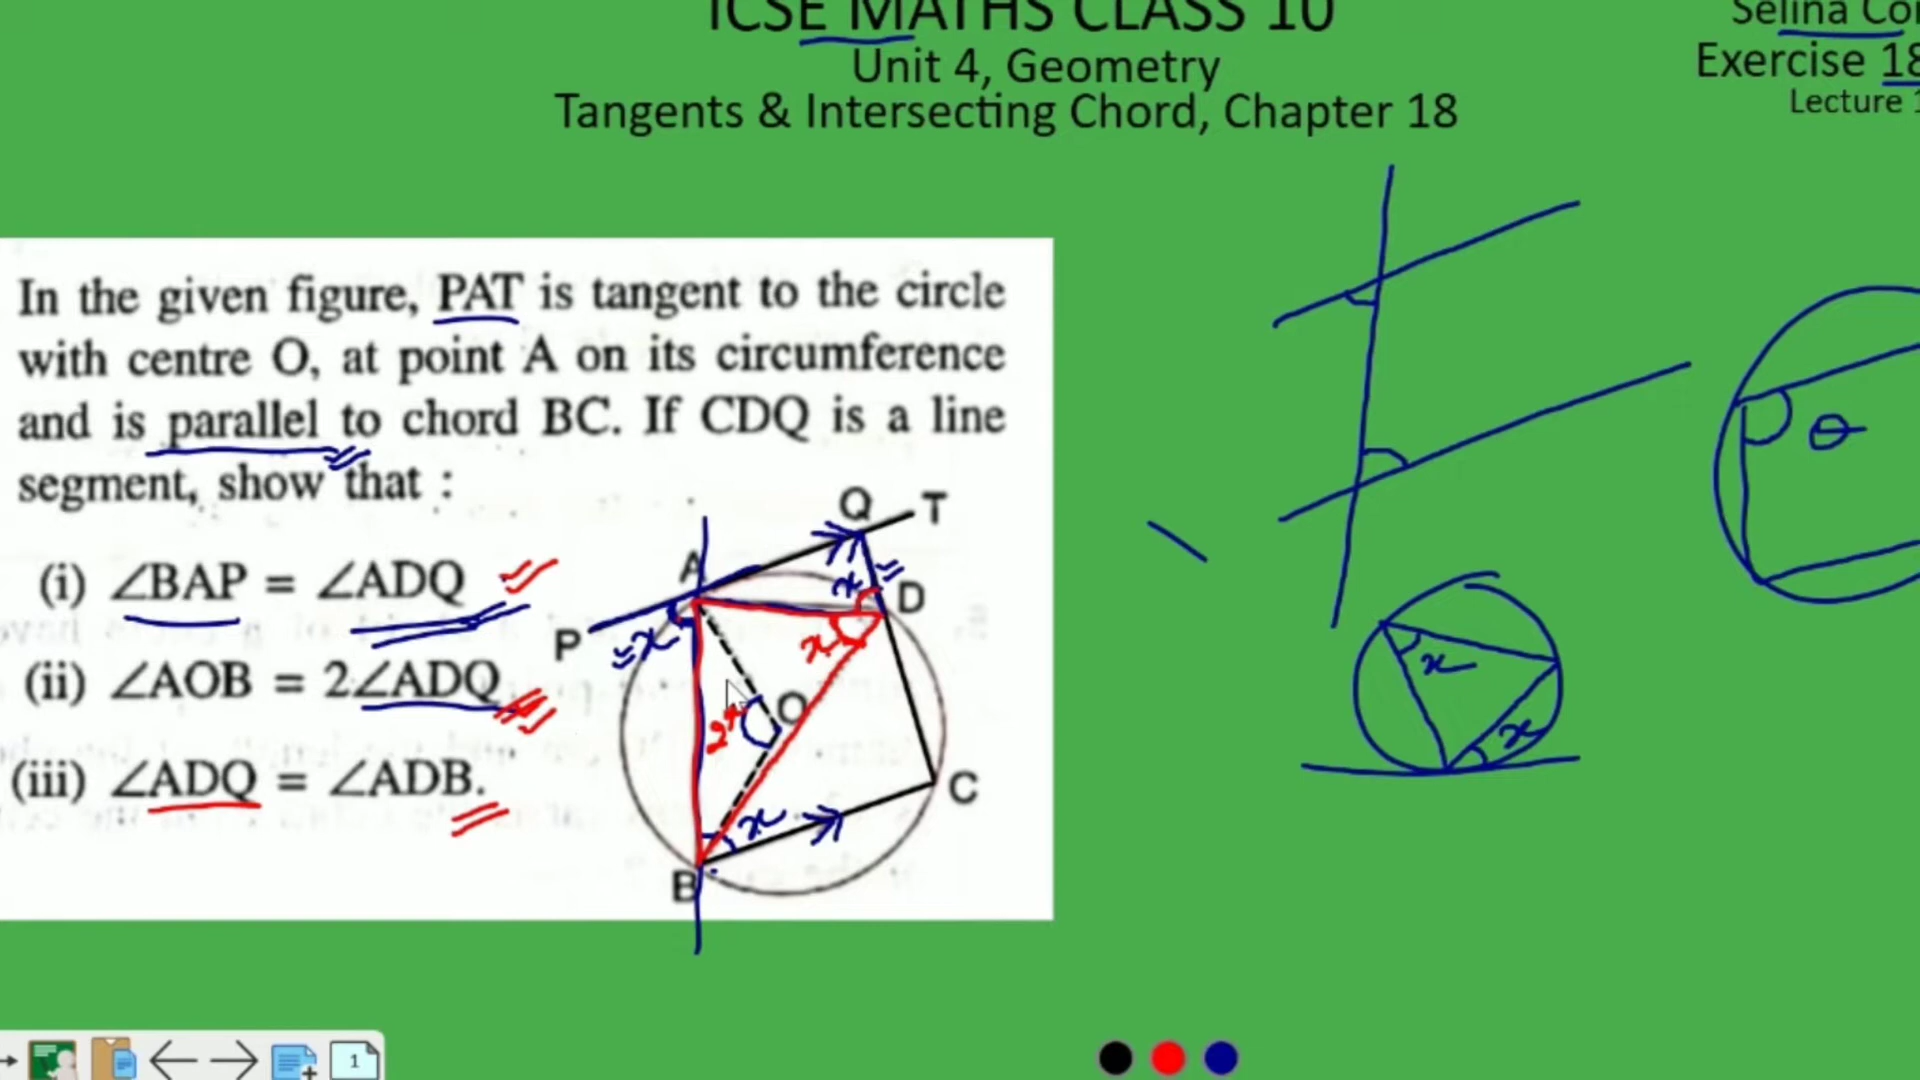 ICSE MATHS CLASS 10
Unit 4, Geometry
Tangents & Intersecting Chord, Chapter 18
Selina
Exercise 18
Lecture
In the given figure, PAT is tangent to the circle
with centre O, at point A on its circumference
and is parallel to chord BC. If CDQ is a line
segment, show that :
(i) ∠BAP = ∠ADQ
(ii) ∠AOB = 2∠ADQ
(iii) ∠ADQ = ∠ADB.
Q T
A
x D
P x x
2x O
C
x
B
θ
x
x
1